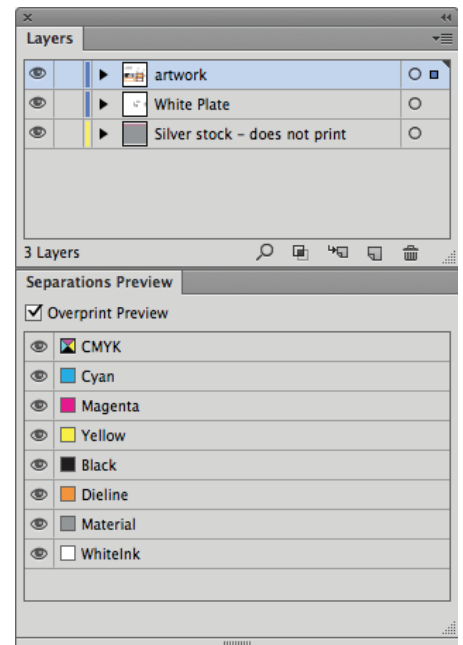 Layers
artwork
White Plate
Silver stock – does not print
3 Layers
Separations Preview
Overprint Preview
CMYK
Cyan
Magenta
Yellow
Black
Dieline
Material
WhiteInk